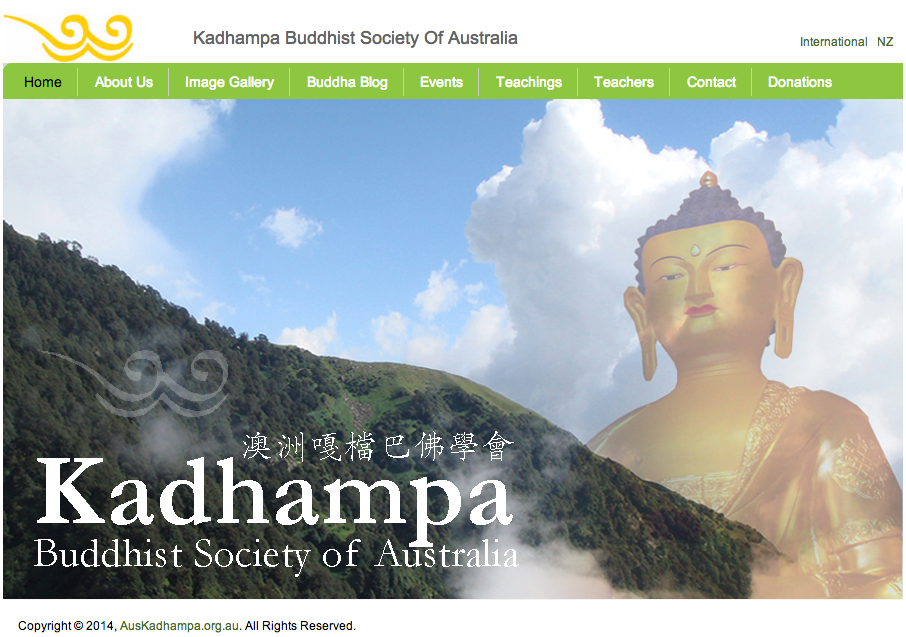 Kadhampa Buddhist Society Of Australia
International NZ
Home About Us Image Gallery Buddha Blog Events Teachings Teachers Contact Donations
澳洲嘎檔巴佛學會
Kadhampa
Buddhist Society of Australia
Copyright © 2014, AusKadhampa.org.au. All Rights Reserved.